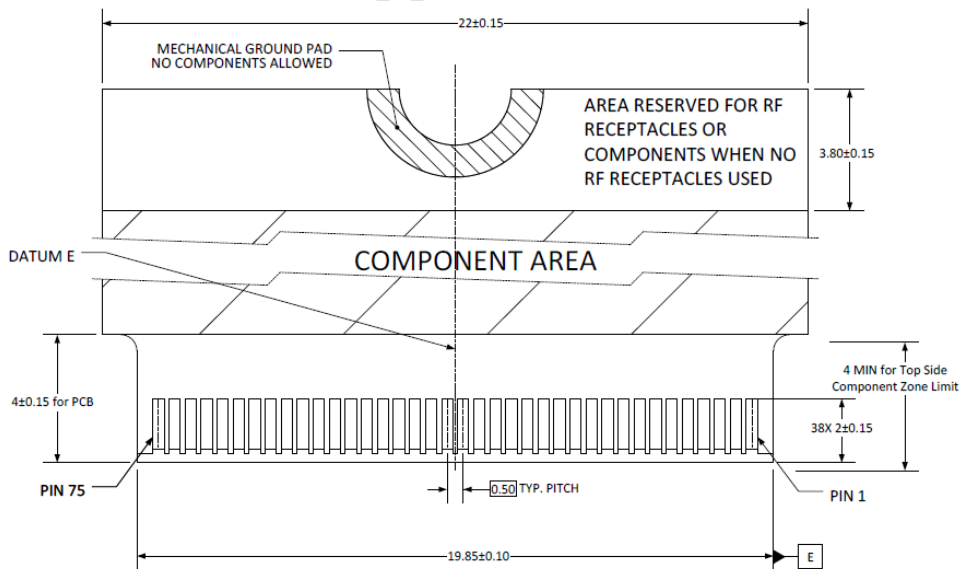 22±0.15
MECHANICAL GROUND PAD
NO COMPONENTS ALLOWED
AREA RESERVED FOR RF
RECEPTACLES OR
COMPONENTS WHEN NO
RF RECEPTACLES USED
3.80±0.15
DATUM E
COMPONENT AREA
4±0.15 for PCB
4 MIN for Top Side
Component Zone Limit
38X 2±0.15
PIN 75
0.50 TYP. PITCH
PIN 1
19.85±0.10
E